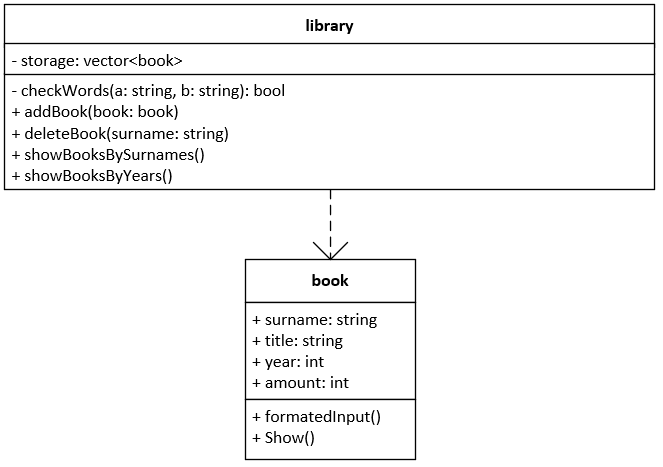 library
- storage: vector<book>
- checkWords(a: string, b: string): bool
+ addBook(book: book)
+ deleteBook(surname: string)
+ showBooksBySurnames()
+ showBooksByYears()
book
+ surname: string
+ title: string
+ year: int
+ amount: int
+ formatedInput()
+ Show()